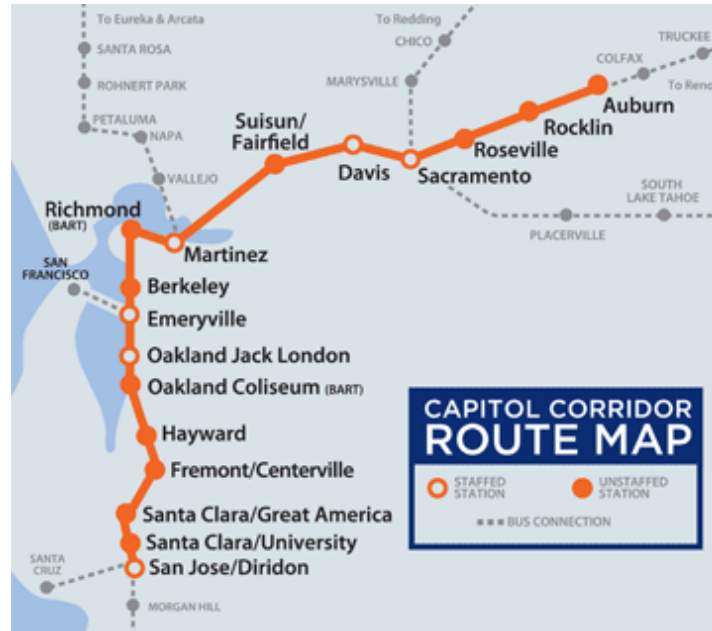 To Eureka & Arcata
SANTA ROSA
ROHNERT PARK
PETALUMA
NAPA
VALLEJO
To Redding
CHICO
MARYSVILLE
TRUCKEE
COLFAX
To Reno
Auburn
Rocklin
Roseville
Sacramento
Davis
Suisun/
Fairfield
SOUTH
LAKE TAHOE
PLACERVILLE
Richmond
(BART)
Martinez
SAN
FRANCISCO
Berkeley
Emeryville
Oakland Jack London
Oakland Coliseum (BART)
Hayward
Fremont/Centerville
Santa Clara/Great America
Santa Clara/University
San Jose/Diridon
SANTA
CRUZ
MORGAN HILL
CAPITOL CORRIDOR
ROUTE MAP
STAFFED
STATION
UNSTAFFED
STATION
BUS CONNECTION